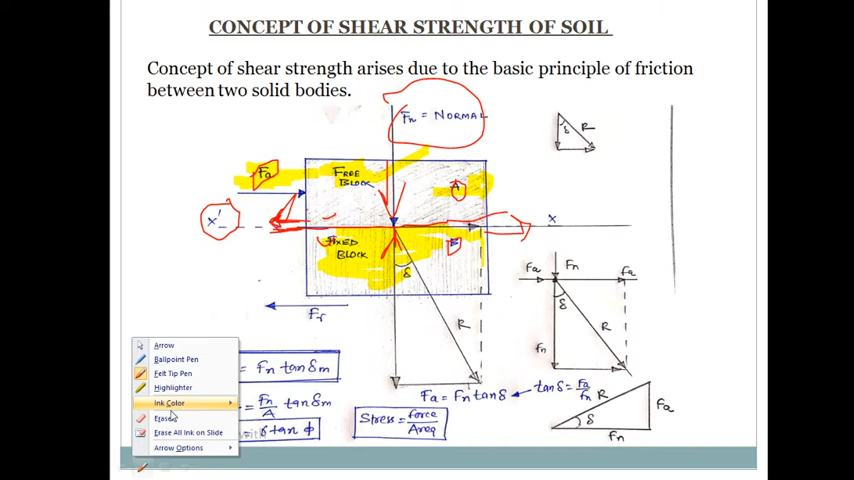 CONCEPT OF SHEAR STRENGTH OF SOIL
Concept of shear strength arises due to the basic principle of friction
between two solid bodies.
Fn = NORMAL
δ R
Fa
FREE
BLOCK
A
X'
X
FIXED
BLOCK
B
δ
Fr
R
Fa Fn Fa
δ
R
Fn
Arrow
Ballpoint Pen
Felt Tip Pen
Highlighter
Ink Color
Eraser
Erase All Ink on Slide
Arrow Options
= Fn tan δm
= Fn/A tan δm
= σ tan φ
Fa = Fn tan δ
tan δ = Fa/Fn
Stress = force/Area
R
Fa
δ
Fn